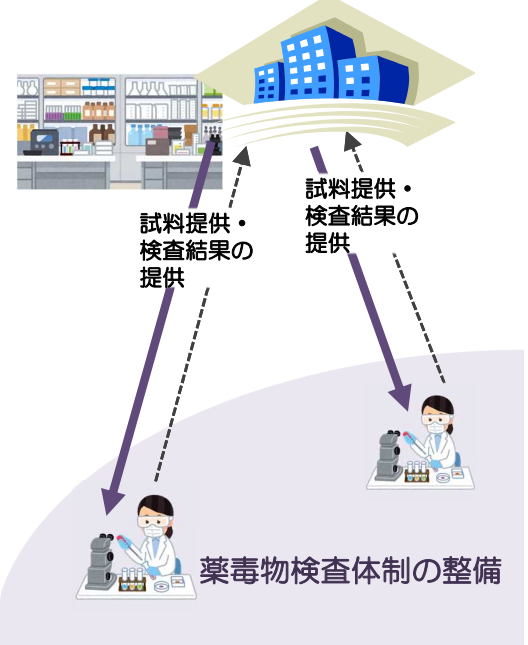 試料提供・
検査結果の
提供
試料提供・
検査結果の
提供
薬毒物検査体制の整備